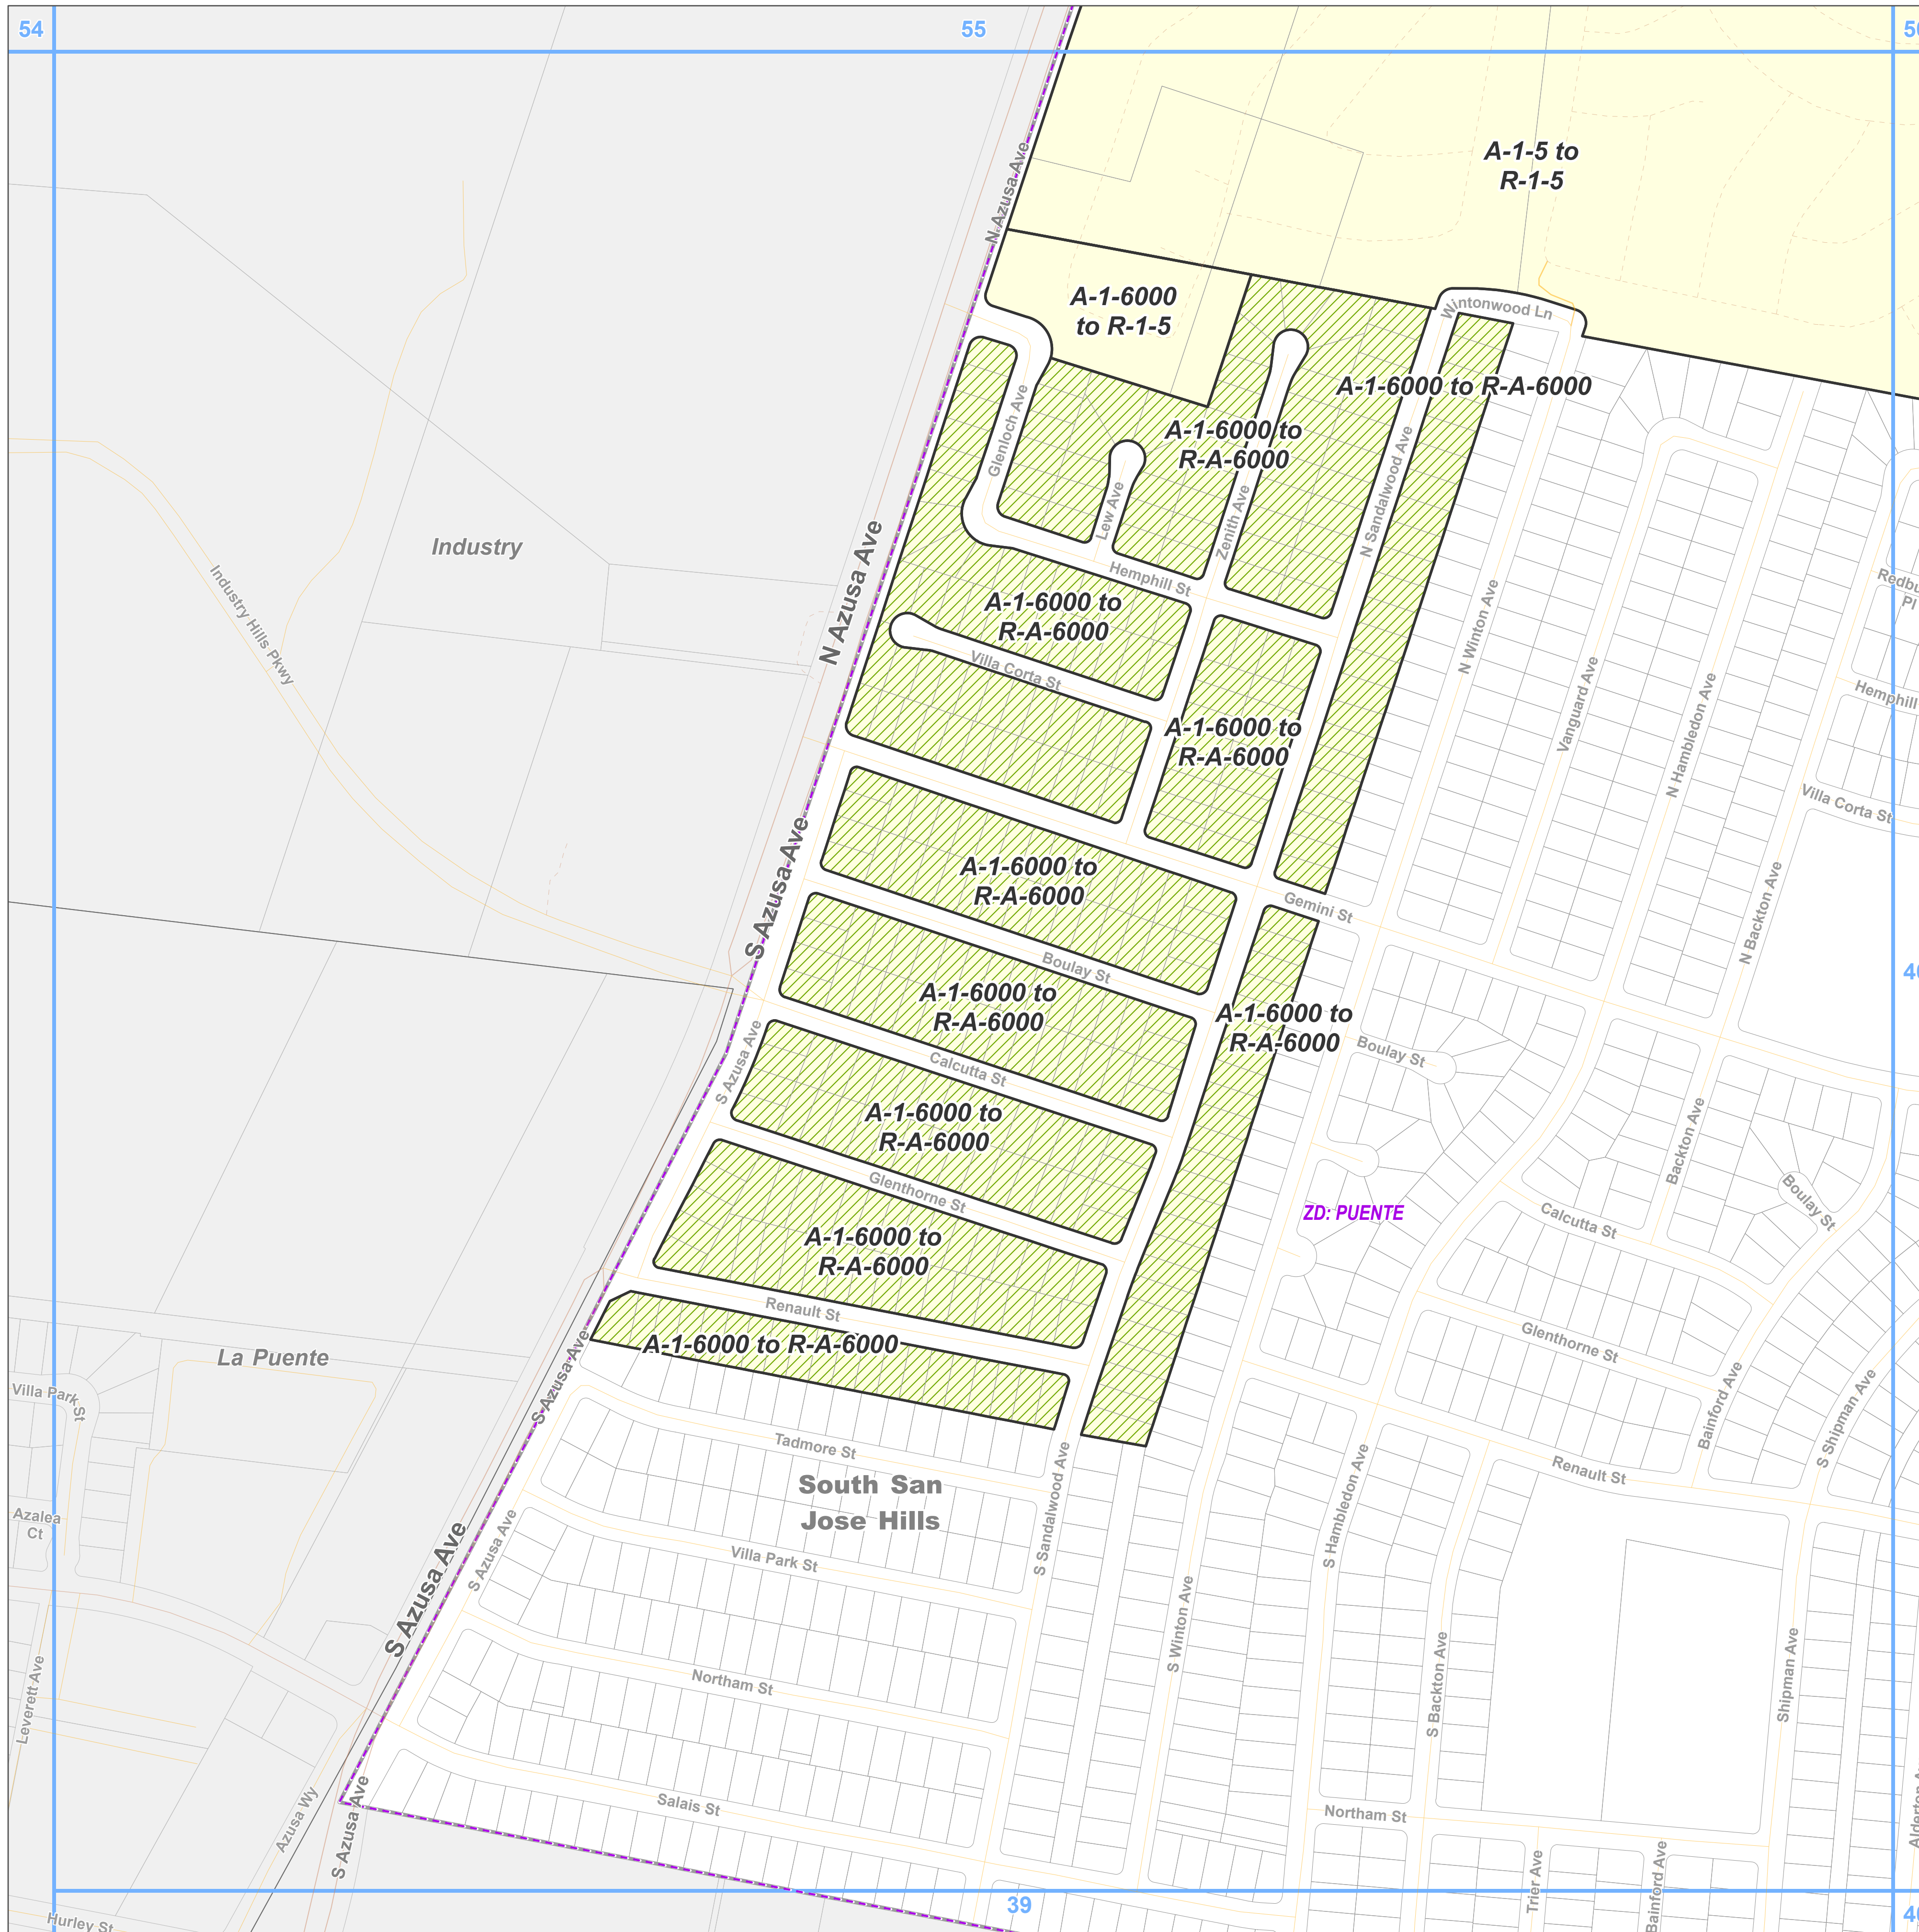 54
55
A-1-5 to
R-1-5
N Azusa Ave
A-1-6000
to R-1-5
Wintonwood Ln
A-1-6000 to R-A-6000
Glenloch Ave
A-1-6000 to
R-A-6000
Lew Ave
Zenith Ave
N Sandalwood Ave
Industry
Industry Hills Pkwy
N Azusa Ave
Hemphill St
A-1-6000 to
R-A-6000
Villa Corta St
N Winton Ave
Vanguard Ave
N Hambledon Ave
Pl
Hemphill
Villa Corta St
A-1-6000 to
R-A-6000
S Azusa Ave
A-1-6000 to
R-A-6000
Gemini St
N Backton Ave
Boulay St
A-1-6000 to
R-A-6000
A-1-6000 to
R-A-6000
S Azusa Ave
Calcutta St
Boulay St
A-1-6000 to
R-A-6000
Backton Ave
Boulay St
Glenthorne St
ZD: PUENTE
Calcutta St
A-1-6000 to
R-A-6000
Renault St
A-1-6000 to R-A-6000
Glenthorne St
La Puente
Villa Park St
S Azusa Ave
Bainford Ave
S Shipman Ave
Tadmore St
Renault St
South San
Jose Hills
S Sandalwood Ave
S Hambledon Ave
Azalea
Ct
S Azusa Ave
S Azusa Ave
Villa Park St
S Winton Ave
S Backton Ave
Shipman Ave
Leverett Ave
Northam St
Salais St
Northam St
Azusa Wy
S Azusa Ave
Trier Ave
Bainford Ave
39
Hurley St